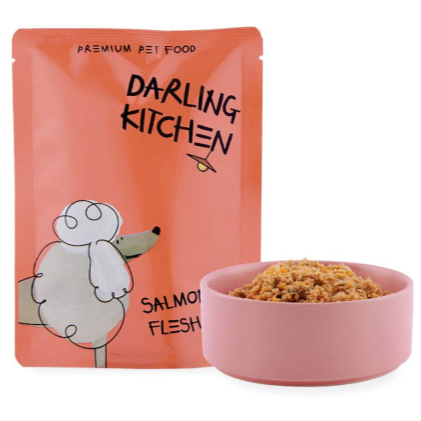 PREMIUM PET FOOD
DARLING
KITCHEN
SALMO
FLESH